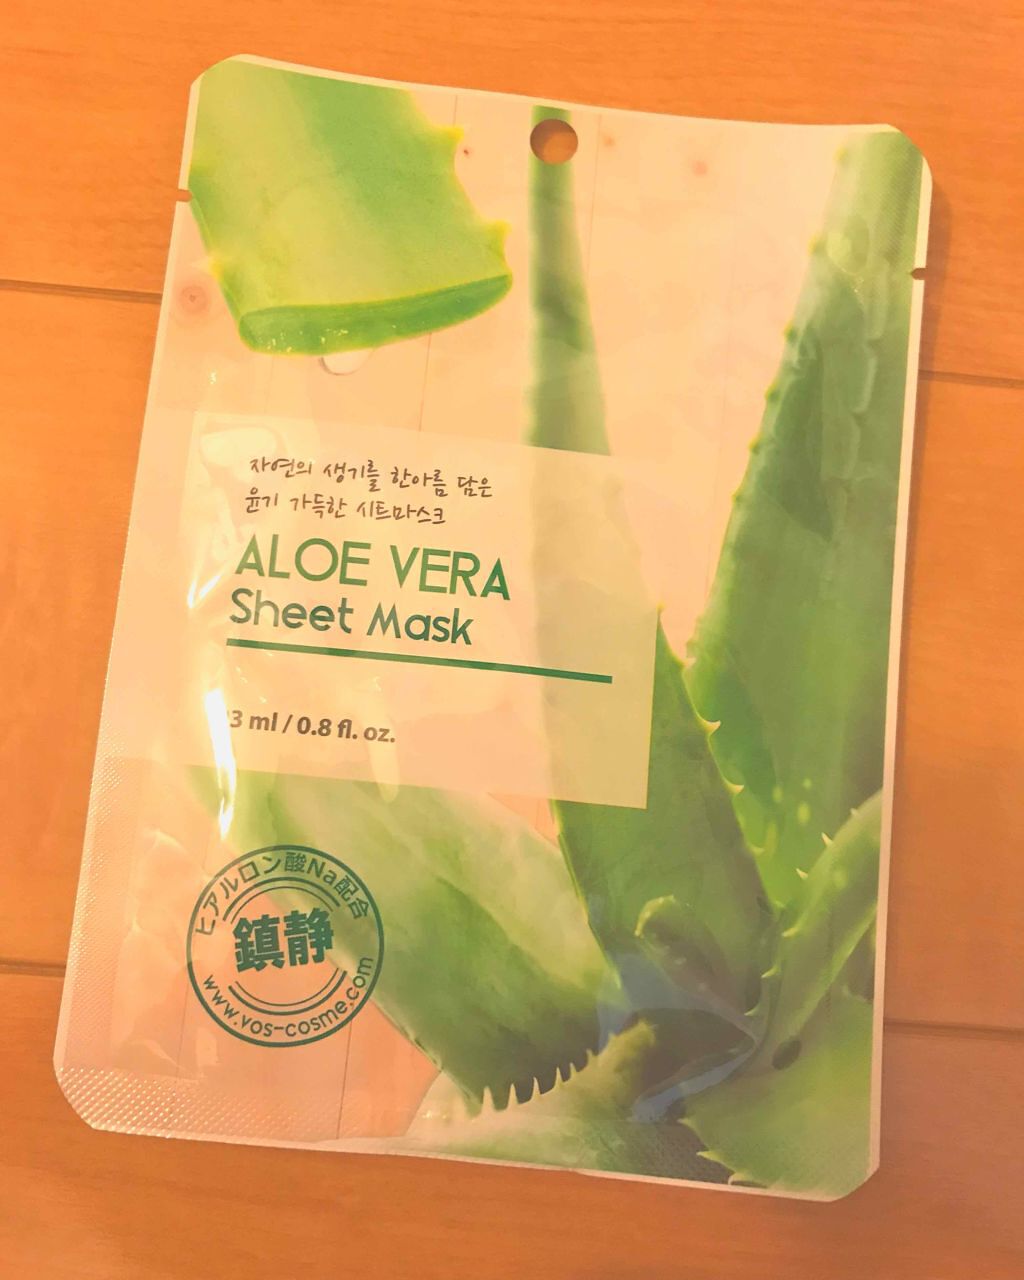 자연의 생기를 한아름 담은
윤기 가득한 시트마스크
ALOE VERA
Sheet Mask
3 ml / 0.8 fl. oz.
ヒアルロン酸Na配合
鎮静
www.vos-cosme.com